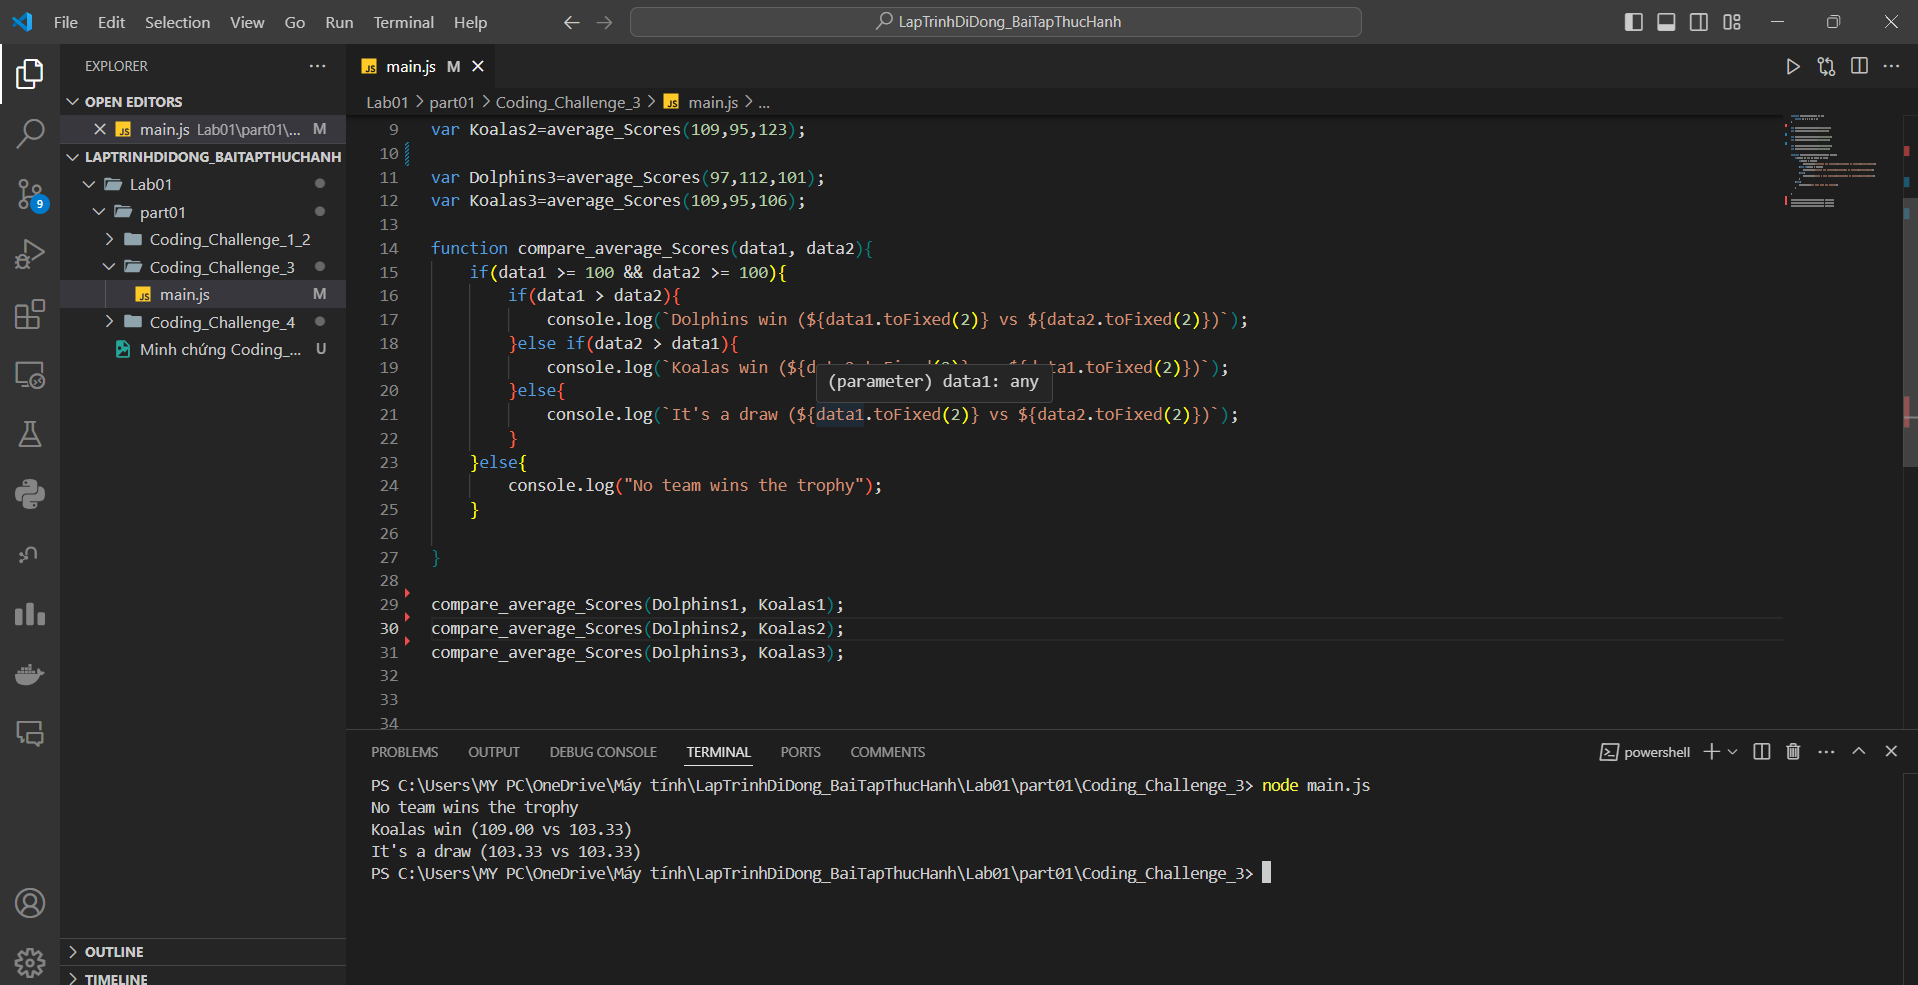 File Edit Selection View Go Run Terminal Help
LapTrinhDiDong_BaiTapThucHanh
EXPLORER
OPEN EDITORS
main.js Lab01\part01\... M
LAPTRINHDIDONG_BAITAPTHUCHANH
Lab01
part01
Coding_Challenge_1_2
Coding_Challenge_3
main.js M
Coding_Challenge_4
Minh chứng Coding_... U
9
OUTLINE
TIMELINE
main.js M
Lab01 > part01 > Coding_Challenge_3 > main.js > ...
9 var Koalas2=average_Scores(109,95,123);
10
11 var Dolphins3=average_Scores(97,112,101);
12 var Koalas3=average_Scores(109,95,106);
13
14 function compare_average_Scores(data1, data2){
15 if(data1 >= 100 && data2 >= 100){
16 if(data1 > data2){
17 console.log(`Dolphins win (${data1.toFixed(2)} vs ${data2.toFixed(2)})`);
18 }else if(data2 > data1){
19 console.log(`Koalas win (${ ta1.toFixed(2)})`);
(parameter) data1: any
20 }else{
21 console.log(`It's a draw (${data1.toFixed(2)} vs ${data2.toFixed(2)})`);
22 }
23 }else{
24 console.log("No team wins the trophy");
25 }
26
27 }
28
29 compare_average_Scores(Dolphins1, Koalas1);
30 compare_average_Scores(Dolphins2, Koalas2);
31 compare_average_Scores(Dolphins3, Koalas3);
32
33
34
PROBLEMS OUTPUT DEBUG CONSOLE TERMINAL PORTS COMMENTS
powershell
PS C:\Users\MY PC\OneDrive\Máy tính\LapTrinhDiDong_BaiTapThucHanh\Lab01\part01\Coding_Challenge_3> node main.js
No team wins the trophy
Koalas win (109.00 vs 103.33)
It's a draw (103.33 vs 103.33)
PS C:\Users\MY PC\OneDrive\Máy tính\LapTrinhDiDong_BaiTapThucHanh\Lab01\part01\Coding_Challenge_3>